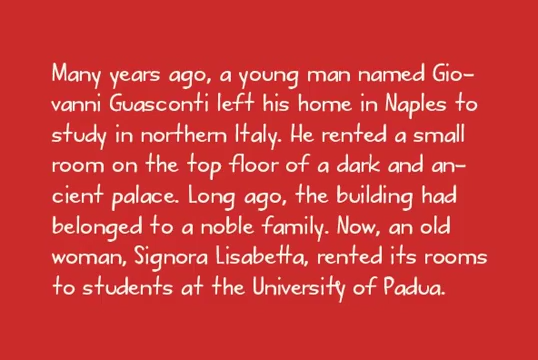 Many years ago, a young man named Gio-
vanni Guasconti left his home in Naples to
study in northern Italy. He rented a small
room on the top floor of a dark and an-
cient palace. Long ago, the building had
belonged to a noble family. Now, an old
woman, Signora Lisabetta, rented its rooms
to students at the University of Padua.